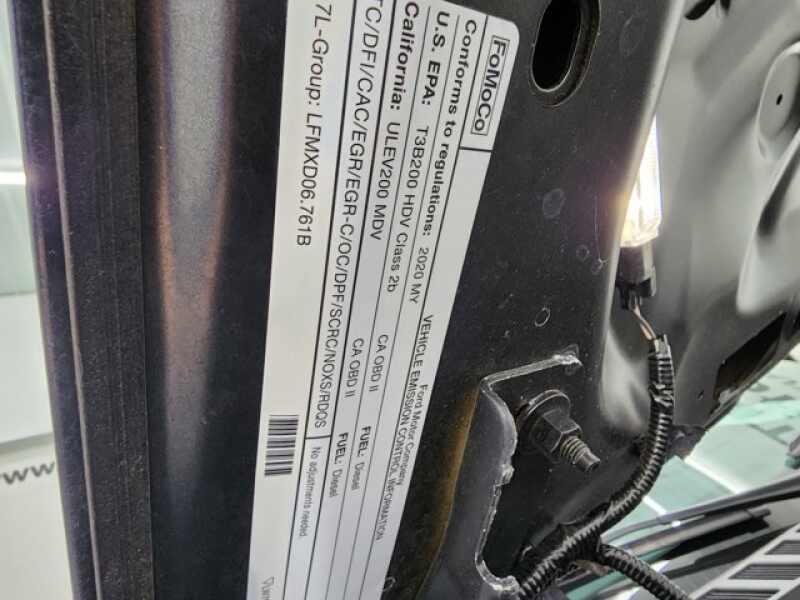 FoMoCo
Ford Motor Company
VEHICLE EMISSION CONTROL INFORMATION
Conforms to regulations: 2020 MY
U.S. EPA: T3B200 HDV Class 2b CA OBD II FUEL: Diesel
California: ULEV200 MDV CA OBD II FUEL: Diesel
TC/DFI/CAC/EGR/EGR-C/OC/DPF/SCRC/NOXS/RDQS
No adjustments needed.
7L-Group: LFMXD06.761B
www